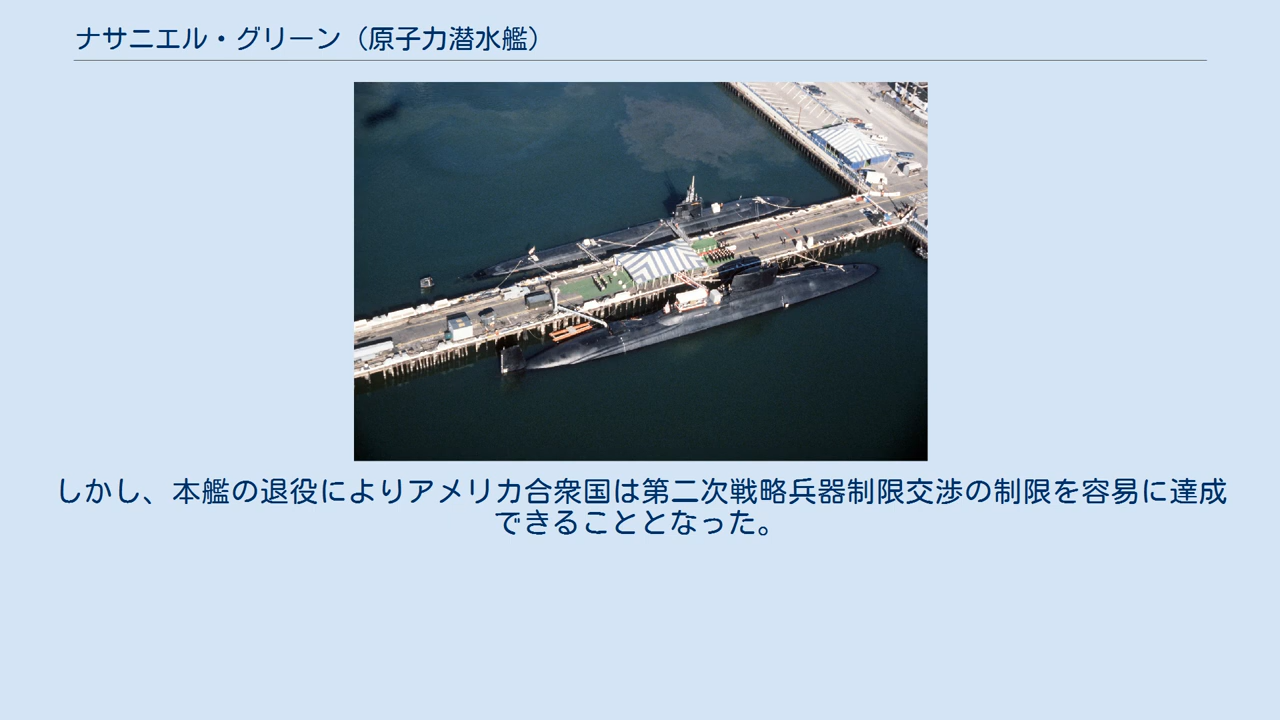 ナサニエル・グリーン（原子力潜水艦）
しかし、本艦の退役によりアメリカ合衆国は第二次戦略兵器制限交渉の制限を容易に達成
できることとなった。